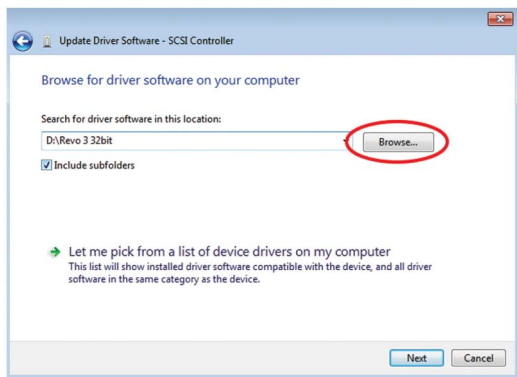 Update Driver Software - SCSI Controller
Browse for driver software on your computer
Search for driver software in this location:
D:\Revo 3 32bit
Browse...
Include subfolders
Let me pick from a list of device drivers on my computer
This list will show installed driver software compatible with the device, and all driver
software in the same category as the device.
Next Cancel